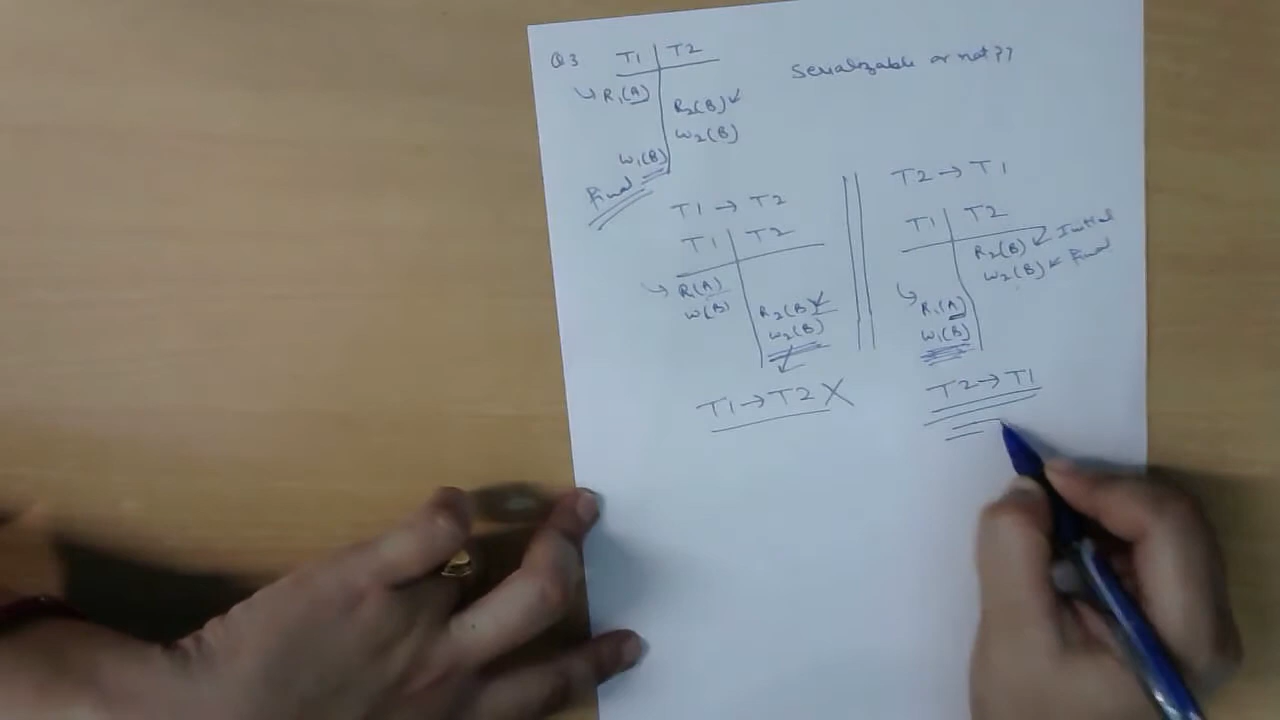 Q3 T1 T2
Serializable or not??
R1(A)
R2(B)
W2(B)
W1(B)
Final
T1 → T2
T1 T2
R(A)
W(B)
R2(B)
W2(B)
T1 → T2 X
T2 → T1
T1 T2
R2(B) Initial
W2(B) Final
R1(A)
W1(B)
T2 → T1